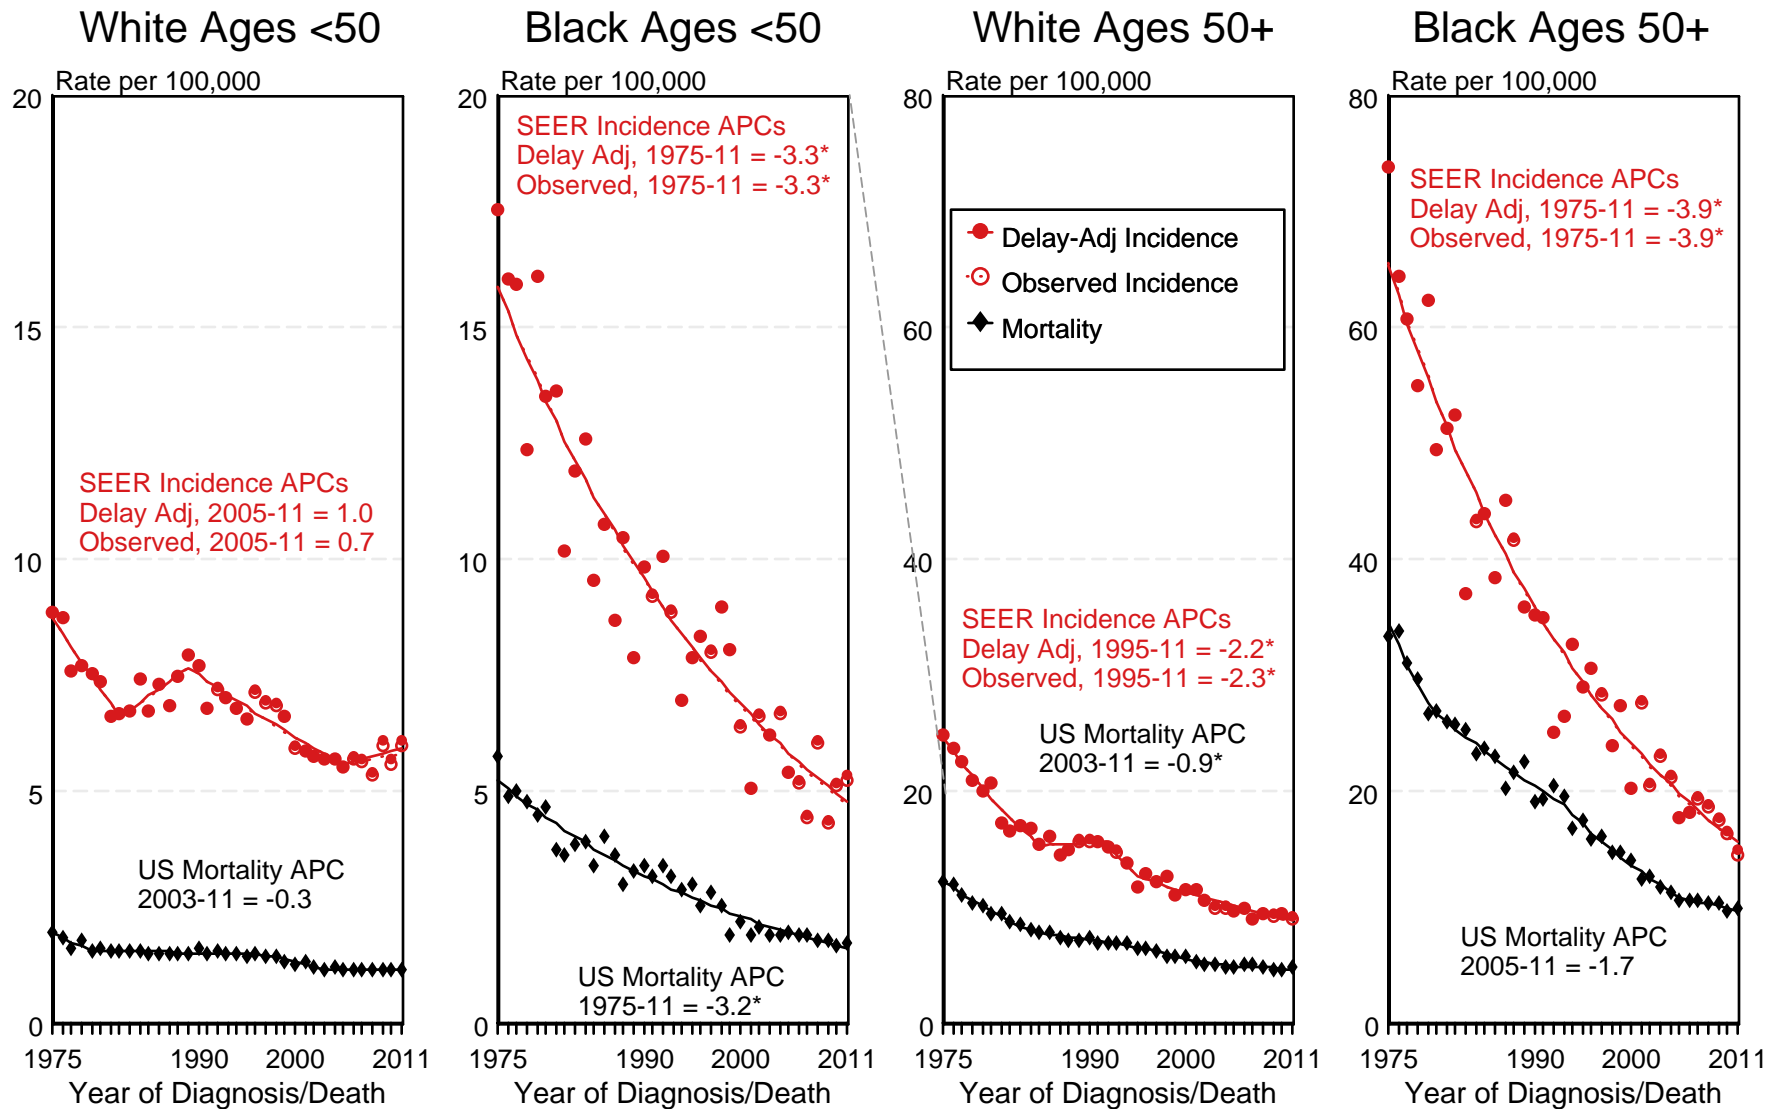 White Ages <50
Rate per 100,000
20
15
10
5
0
SEER Incidence APCs
Delay Adj, 2005-11 = 1.0
Observed, 2005-11 = 0.7
US Mortality APC
2003-11 = -0.3
1975
1990
2000
2011
Year of Diagnosis/Death
Black Ages <50
Rate per 100,000
20
15
10
5
0
SEER Incidence APCs
Delay Adj, 1975-11 = -3.3*
Observed, 1975-11 = -3.3*
US Mortality APC
1975-11 = -3.2*
1975
1990
2000
2011
Year of Diagnosis/Death
White Ages 50+
Rate per 100,000
80
60
40
20
0
Delay-Adj Incidence
Observed Incidence
Mortality
SEER Incidence APCs
Delay Adj, 1995-11 = -2.2*
Observed, 1995-11 = -2.3*
US Mortality APC
2003-11 = -0.9*
1975
1990
2000
2011
Year of Diagnosis/Death
Black Ages 50+
Rate per 100,000
80
60
40
20
0
SEER Incidence APCs
Delay Adj, 1975-11 = -3.9*
Observed, 1975-11 = -3.9*
US Mortality APC
2005-11 = -1.7
1975
1990
2000
2011
Year of Diagnosis/Death